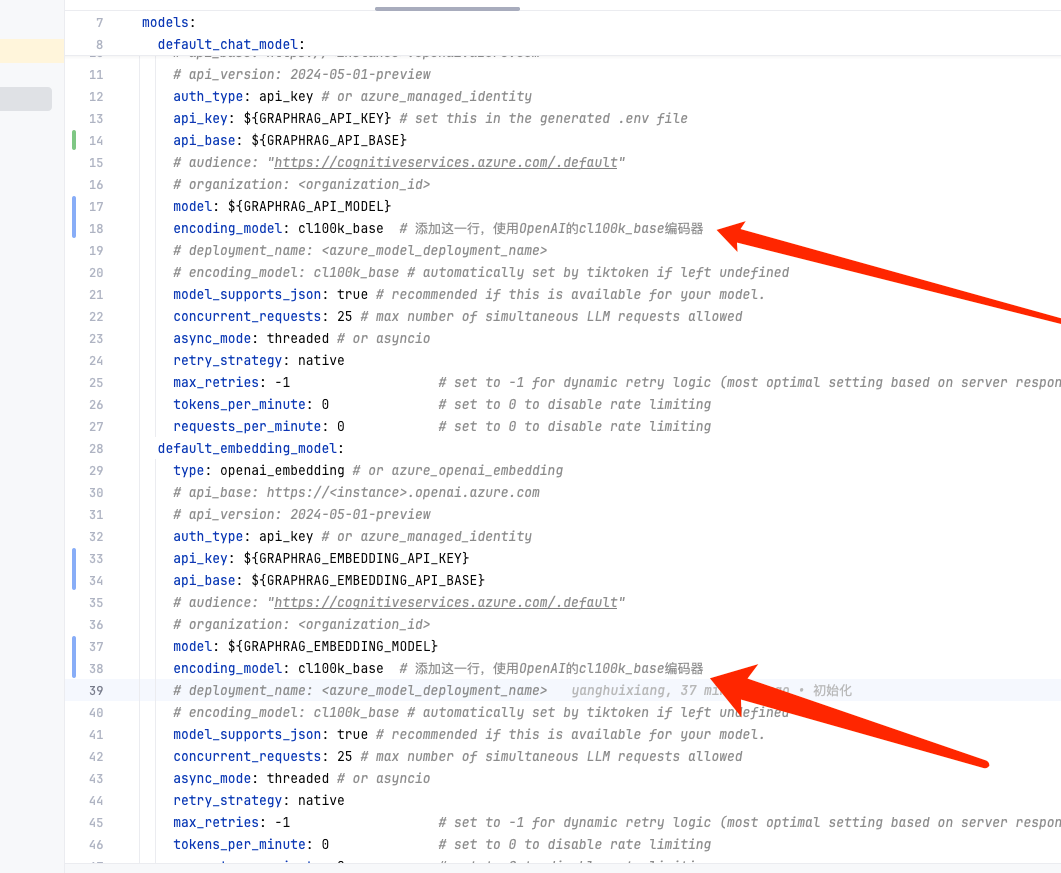 7 models:
8 default_chat_model:
11 # api_version: 2024-05-01-preview
12 auth_type: api_key # or azure_managed_identity
13 api_key: ${GRAPHRAG_API_KEY} # set this in the generated .env file
14 api_base: ${GRAPHRAG_API_BASE}
15 # audience: "https://cognitiveservices.azure.com/.default"
16 # organization: <organization_id>
17 model: ${GRAPHRAG_API_MODEL}
18 encoding_model: cl100k_base # 添加这一行，使用OpenAI的cl100k_base编码器
19 # deployment_name: <azure_model_deployment_name>
20 # encoding_model: cl100k_base # automatically set by tiktoken if left undefined
21 model_supports_json: true # recommended if this is available for your model.
22 concurrent_requests: 25 # max number of simultaneous LLM requests allowed
23 async_mode: threaded # or asyncio
24 retry_strategy: native
25 max_retries: -1 # set to -1 for dynamic retry logic (most optimal setting based on server respon
26 tokens_per_minute: 0 # set to 0 to disable rate limiting
27 requests_per_minute: 0 # set to 0 to disable rate limiting
28 default_embedding_model:
29 type: openai_embedding # or azure_openai_embedding
30 # api_base: https://<instance>.openai.azure.com
31 # api_version: 2024-05-01-preview
32 auth_type: api_key # or azure_managed_identity
33 api_key: ${GRAPHRAG_EMBEDDING_API_KEY}
34 api_base: ${GRAPHRAG_EMBEDDING_API_BASE}
35 # audience: "https://cognitiveservices.azure.com/.default"
36 # organization: <organization_id>
37 model: ${GRAPHRAG_EMBEDDING_MODEL}
38 encoding_model: cl100k_base # 添加这一行，使用OpenAI的cl100k_base编码器
39 # deployment_name: <azure_model_deployment_name> yanghuixiang, 37 • 初始化
40 # encoding_model: cl100k_base # automatically set by tiktoken if left undefined
41 model_supports_json: true # recommended if this is available for your model.
42 concurrent_requests: 25 # max number of simultaneous LLM requests allowed
43 async_mode: threaded # or asyncio
44 retry_strategy: native
45 max_retries: -1 # set to -1 for dynamic retry logic (most optimal setting based on server respon
46 tokens_per_minute: 0 # set to 0 to disable rate limiting